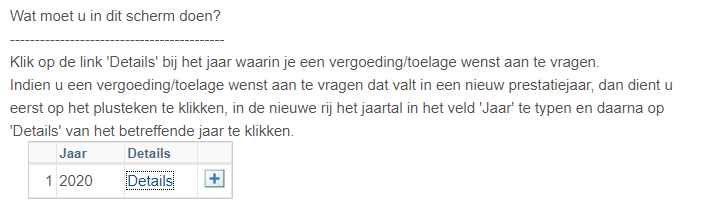 Wat moet u in dit scherm doen?
-------------------------------------------
Klik op de link 'Details' bij het jaar waarin je een vergoeding/toelage wenst aan te vragen.
Indien u een vergoeding/toelage wenst aan te vragen dat valt in een nieuw prestatiejaar, dan dient u
eerst op het plusteken te klikken, in de nieuwe rij het jaartal in het veld 'Jaar' te typen en daarna op
'Details' van het betreffende jaar te klikken.
Jaar Details
1 2020 Details +